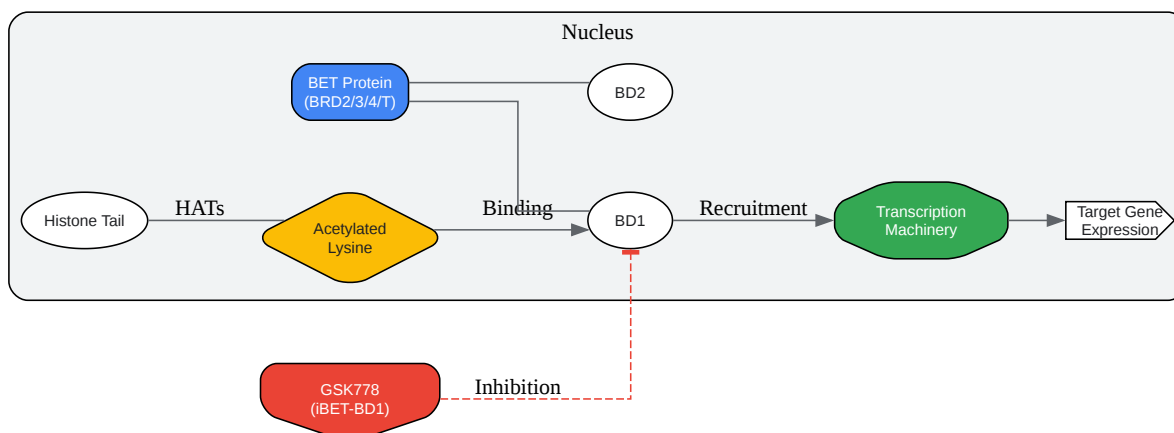 Nucleus
BET Protein
(BRD2/3/4/T)
BD2
Histone Tail
HATs
Acetylated
Lysine
Binding
BD1
Recruitment
Transcription
Machinery
Target Gene
Expression
GSK778
(iBET-BD1)
Inhibition